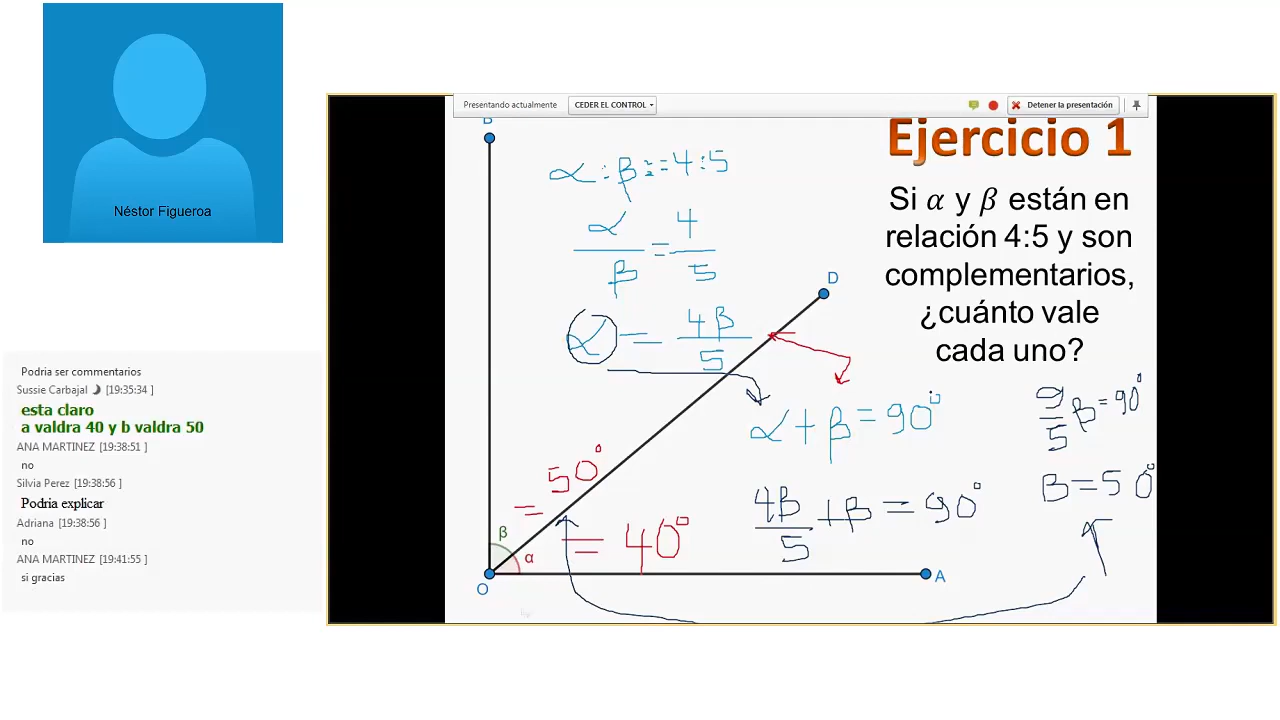 Néstor Figueroa
Podria ser commentarios
Sussie Carbajal [19:35:34 ]
esta claro
a valdra 40 y b valdra 50
ANA MARTINEZ [19:38:51 ]
no
Silvia Perez [19:38:56 ]
Podria explicar
Adriana [19:38:56 ]
no
ANA MARTINEZ [19:41:55 ]
si gracias
Presentando actualmente
CEDER EL CONTROL
Detener la presentación
Ejercicio 1
Si α y β están en
relación 4:5 y son
complementarios,
¿cuánto vale
cada uno?
B
α:β::=4:5
α/β=4/5
α = 4β/5
D
α+β=90°
4β/5+β=90°
9/5β=90°
β=50°
=50°
=40°
β
α
O
A